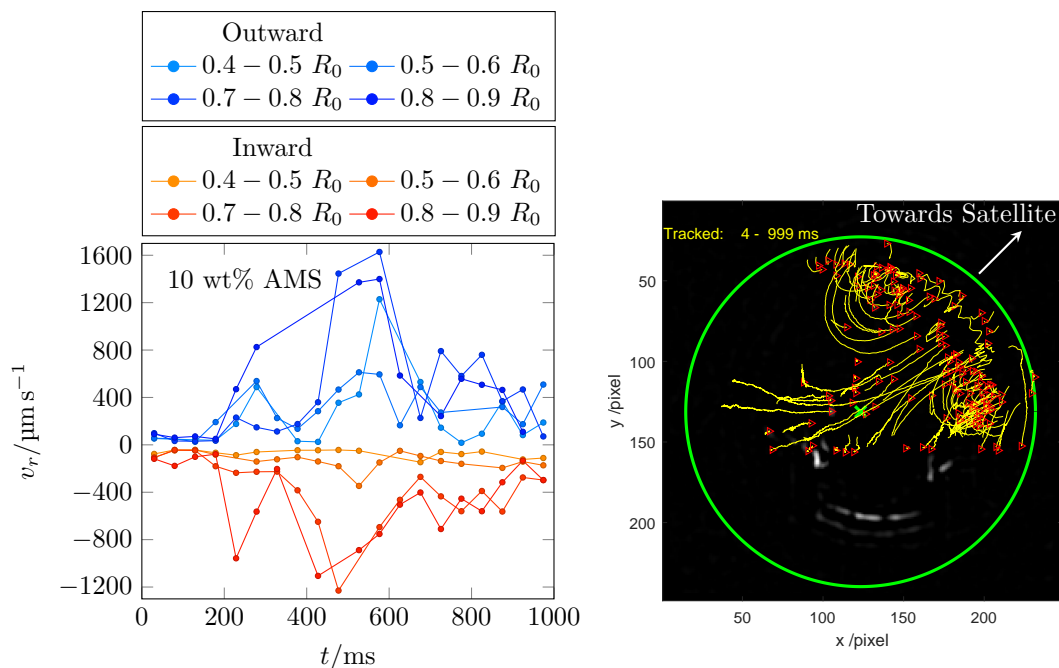 Outward
0.4 − 0.5 R₀ 0.5 − 0.6 R₀
0.7 − 0.8 R₀ 0.8 − 0.9 R₀
Inward
0.4 − 0.5 R₀ 0.5 − 0.6 R₀
0.7 − 0.8 R₀ 0.8 − 0.9 R₀
10 wt% AMS
1600
1200
800
400
0
−400
−800
−1200
vᵣ/µm s⁻¹
0 200 400 600 800 1000
t/ms
Towards Satellite
Tracked: 4 - 999 ms
50
100
150
200
y /pixel
50 100 150 200
x /pixel